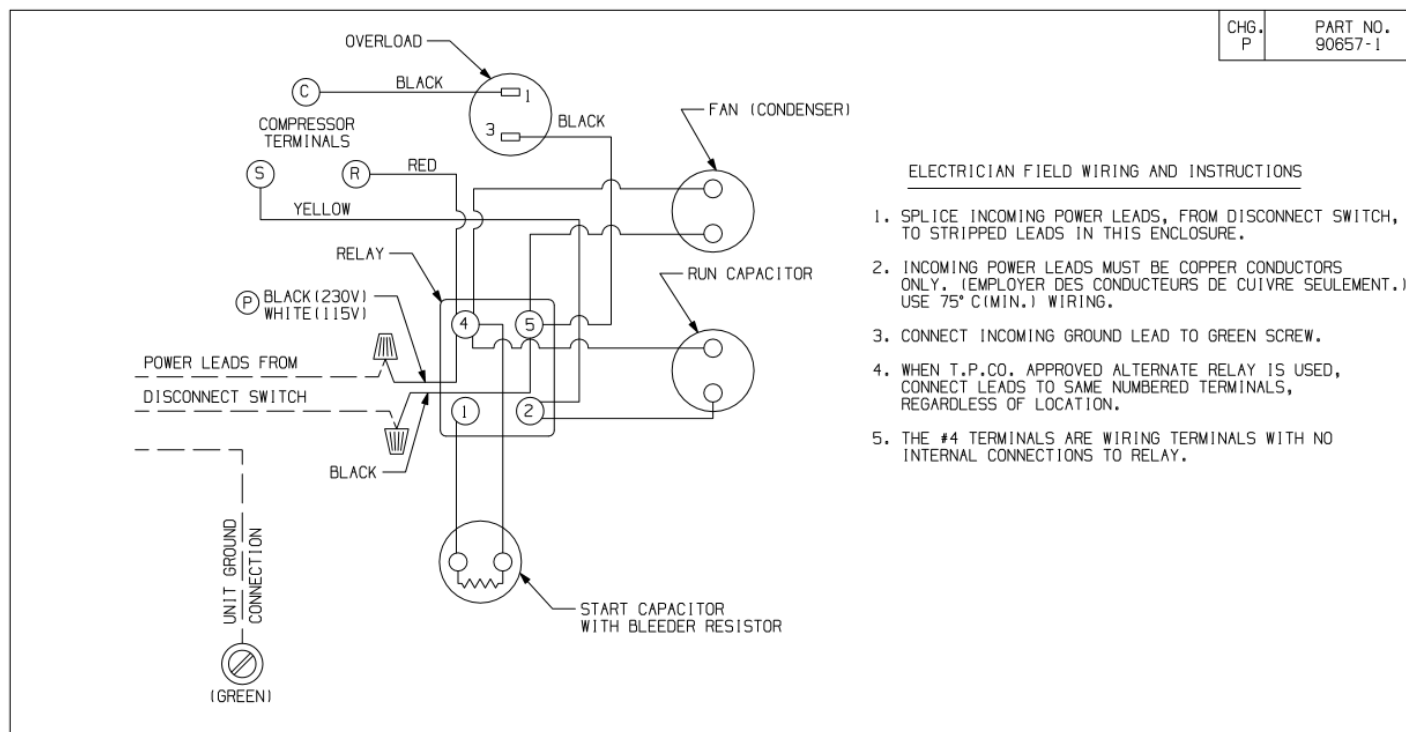 CHG. PART NO.
P 90657-1
OVERLOAD
BLACK
C
1
3
BLACK
COMPRESSOR
TERMINALS
S
R
RED
YELLOW
FAN (CONDENSER)
RELAY
RUN CAPACITOR
P
BLACK(230V)
WHITE(115V)
4
5
1
2
POWER LEADS FROM
DISCONNECT SWITCH
BLACK
UNIT GROUND
CONNECTION
(GREEN)
START CAPACITOR
WITH BLEEDER RESISTOR
ELECTRICIAN FIELD WIRING AND INSTRUCTIONS
1. SPLICE INCOMING POWER LEADS, FROM DISCONNECT SWITCH,
TO STRIPPED LEADS IN THIS ENCLOSURE.
2. INCOMING POWER LEADS MUST BE COPPER CONDUCTORS
ONLY. (EMPLOYER DES CONDUCTEURS DE CUIVRE SEULEMENT.)
USE 75° C(MIN.) WIRING.
3. CONNECT INCOMING GROUND LEAD TO GREEN SCREW.
4. WHEN T.P.CO. APPROVED ALTERNATE RELAY IS USED,
CONNECT LEADS TO SAME NUMBERED TERMINALS,
REGARDLESS OF LOCATION.
5. THE #4 TERMINALS ARE WIRING TERMINALS WITH NO
INTERNAL CONNECTIONS TO RELAY.